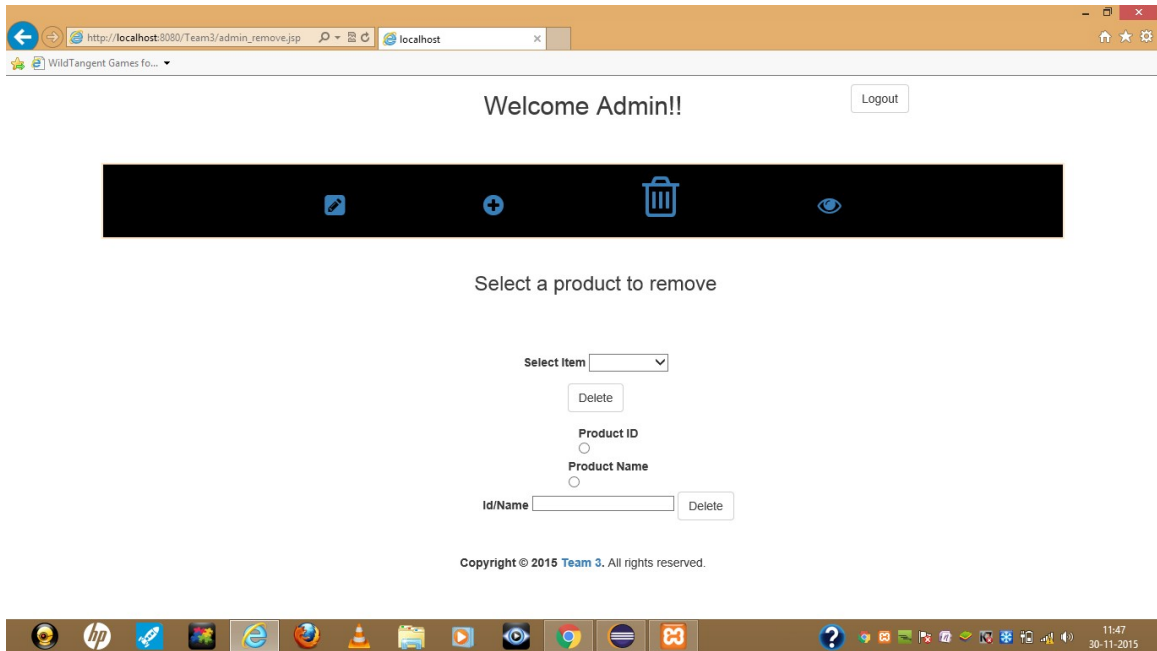 http://localhost:8080/Team3/admin_remove.jsp
localhost
WildTangent Games fo...
Welcome Admin!!
Logout
Select a product to remove
Select Item
Delete
Product ID
Product Name
Id/Name
Delete
Copyright © 2015 Team 3. All rights reserved.
hp
11:47
30-11-2015